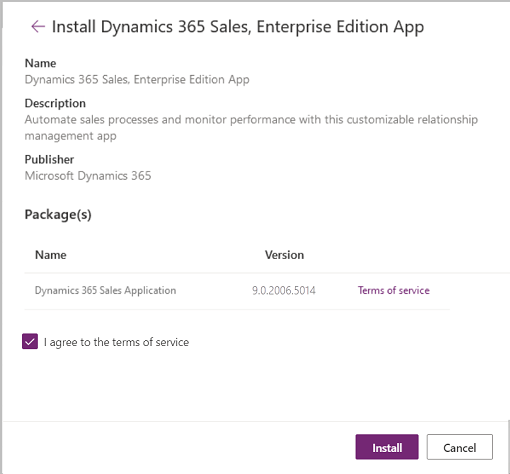 Install Dynamics 365 Sales, Enterprise Edition App
Name
Dynamics 365 Sales, Enterprise Edition App
Description
Automate sales processes and monitor performance with this customizable relationship
management app
Publisher
Microsoft Dynamics 365
Package(s)
Name Version
Dynamics 365 Sales Application 9.0.2006.5014 Terms of service
I agree to the terms of service
Install Cancel